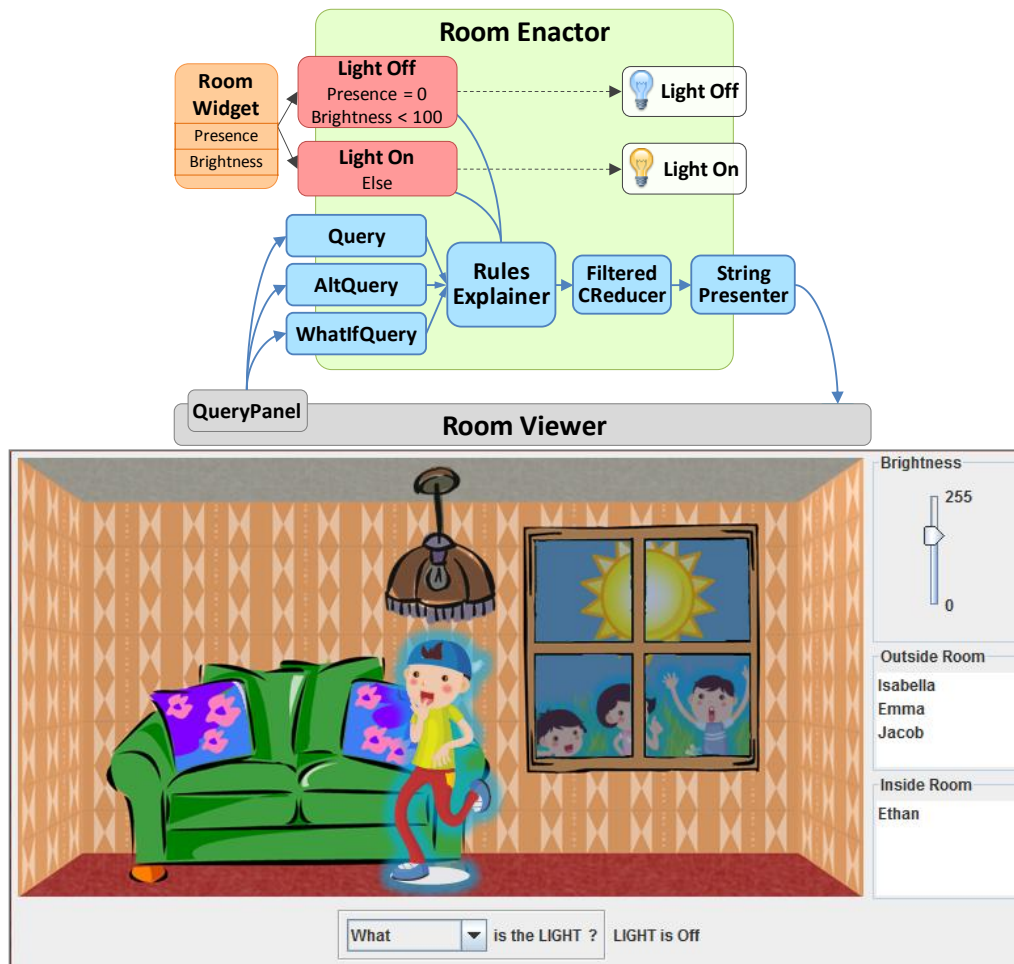 Room Enactor
Room
Widget
Presence
Brightness
Light Off
Presence = 0
Brightness < 100
Light Off
Light On
Else
Light On
Query
AltQuery
WhatIfQuery
Rules
Explainer
Filtered
CReducer
String
Presenter
QueryPanel
Room Viewer
Brightness
255
0
Outside Room
Isabella
Emma
Jacob
Inside Room
Ethan
What is the LIGHT ? LIGHT is Off